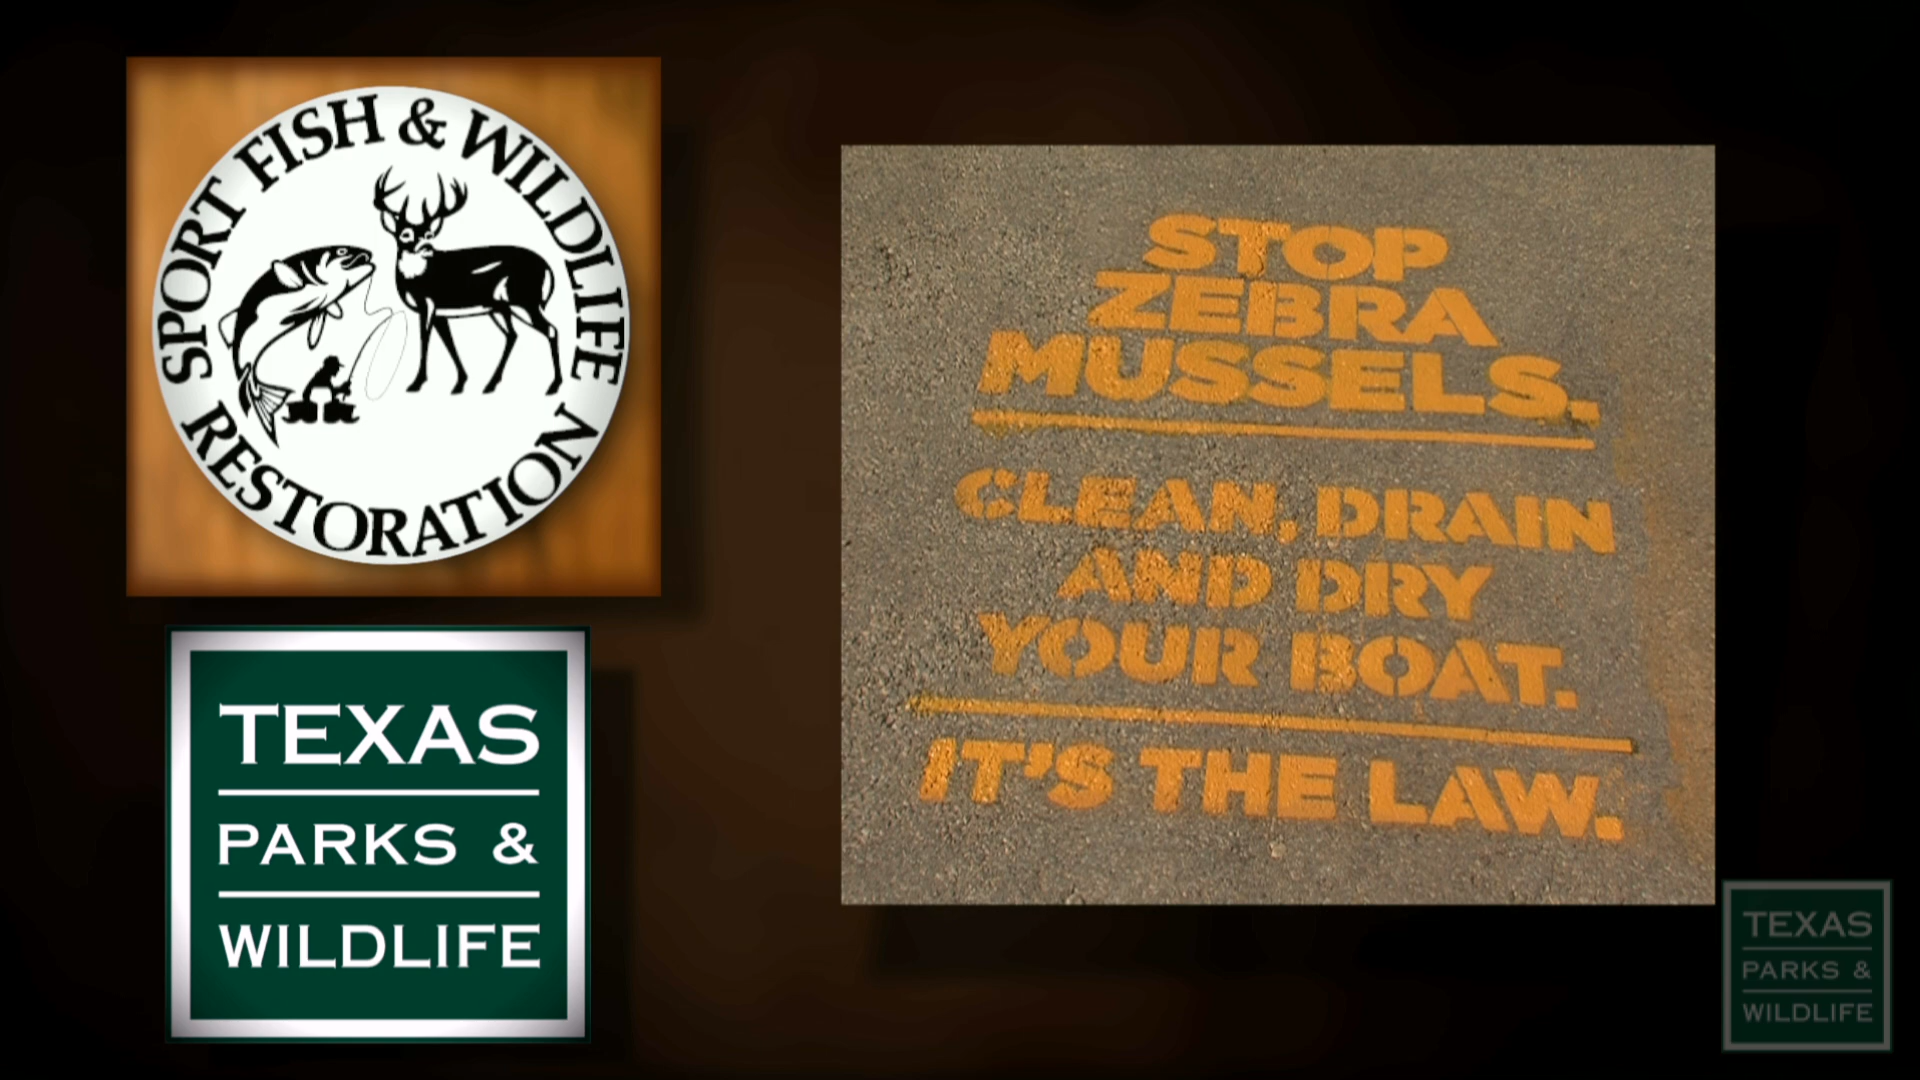 SPORT FISH & WILDLIFE
RESTORATION
TEXAS
PARKS &
WILDLIFE
STOP
ZEBRA
MUSSELS.
CLEAN, DRAIN
AND DRY
YOUR BOAT.
IT'S THE LAW.
TEXAS
PARKS &
WILDLIFE